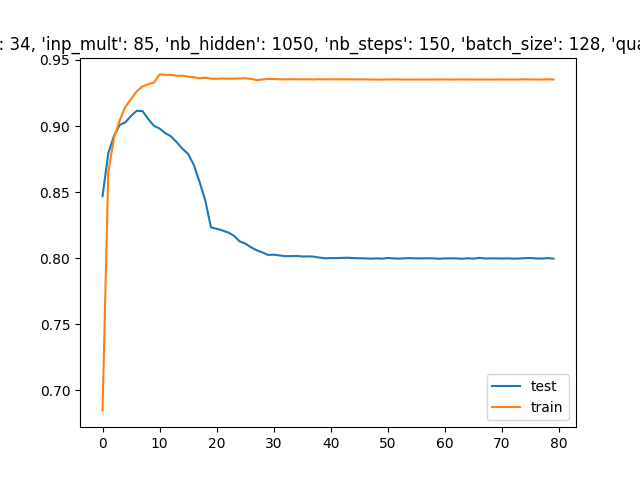 : 34, 'inp_mult': 85, 'nb_hidden': 1050, 'nb_steps': 150, 'batch_size': 128, 'qua
0.95
0.90
0.85
0.80
0.75
0.70
test
train
0 10 20 30 40 50 60 70 80